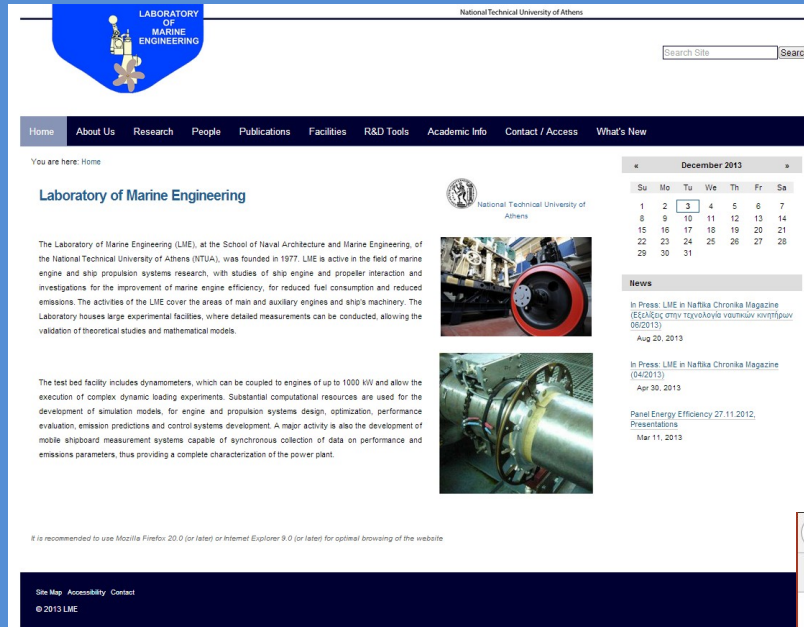 LABORATORY
OF
MARINE
ENGINEERING
National Technical University of Athens
Search Site
Searc
Home About Us Research People Publications Facilities R&D Tools Academic Info Contact / Access What's New
You are here: Home
Laboratory of Marine Engineering
National Technical University of
Athens
The Laboratory of Marine Engineering (LME), at the School of Naval Architecture and Marine Engineering, of
the National Technical University of Athens (NTUA), was founded in 1977. LME is active in the field of marine
engine and ship propulsion systems research, with studies of ship engine and propeller interaction and
investigations for the improvement of marine engine efficiency, for reduced fuel consumption and reduced
emissions. The activities of the LME cover the areas of main and auxiliary engines and ship's machinery. The
Laboratory houses large experimental facilities, where detailed measurements can be conducted, allowing the
validation of theoretical studies and mathematical models.
The test bed facility includes dynamometers, which can be coupled to engines of up to 1000 kW and allow the
execution of complex dynamic loading experiments. Substantial computational resources are used for the
development of simulation models, for engine and propulsion systems design, optimization, performance
evaluation, emission predictions and control systems development. A major activity is also the development of
mobile shipboard measurement systems capable of synchronous collection of data on performance and
emissions parameters, thus providing a complete characterization of the power plant.
« December 2013 »
Su Mo Tu We Th Fr Sa
1 2 3 4 5 6 7
8 9 10 11 12 13 14
15 16 17 18 19 20 21
22 23 24 25 26 27 28
29 30 31
News
In Press: LME in Naftika Chronika Magazine
(Εξελίξεις στην τεχνολογία ναυτικών κινητήρων
06/2013)
Aug 20, 2013
In Press: LME in Naftika Chronika Magazine
(04/2013)
Apr 30, 2013
Panel Energy Efficiency 27.11.2012,
Presentations
Mar 11, 2013
It is recommended to use Mozilla Firefox 20.0 (or later) or Internet Explorer 9.0 (or later) for optimal browsing of the website
Site Map Accessibility Contact
© 2013 LME